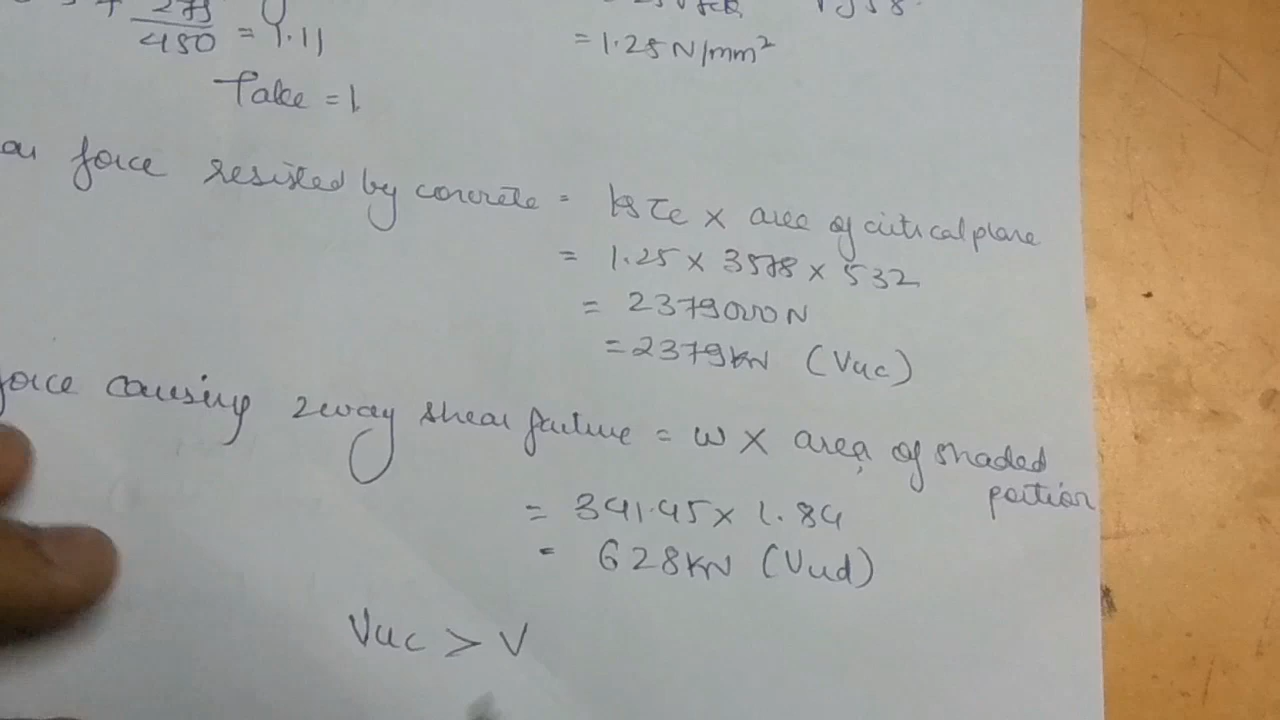 275/450 = 1.11
= 1.25 N/mm²
Take = 1
force resisted by concrete = ks τc × area of critical plane
= 1.25 × 3578 × 532
= 2379000 N
= 2379 kN (Vuc)
force causing 2way shear failure = w × area of shaded
portion
= 341.45 × 1.84
= 628 kN (Vud)
Vuc > V